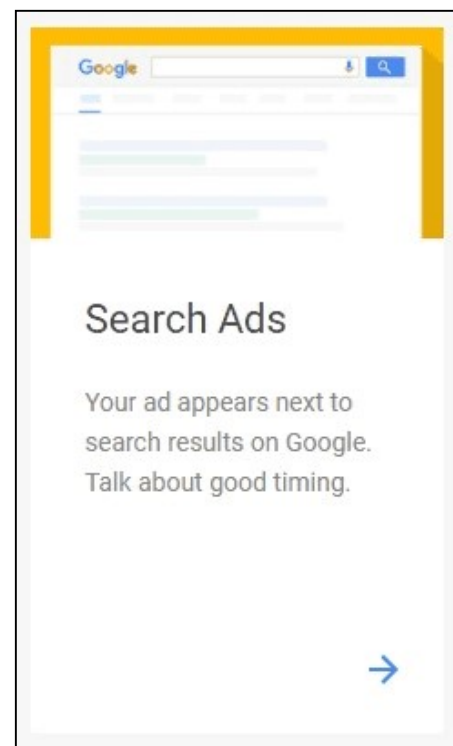 Google
Search Ads
Your ad appears next to
search results on Google.
Talk about good timing.